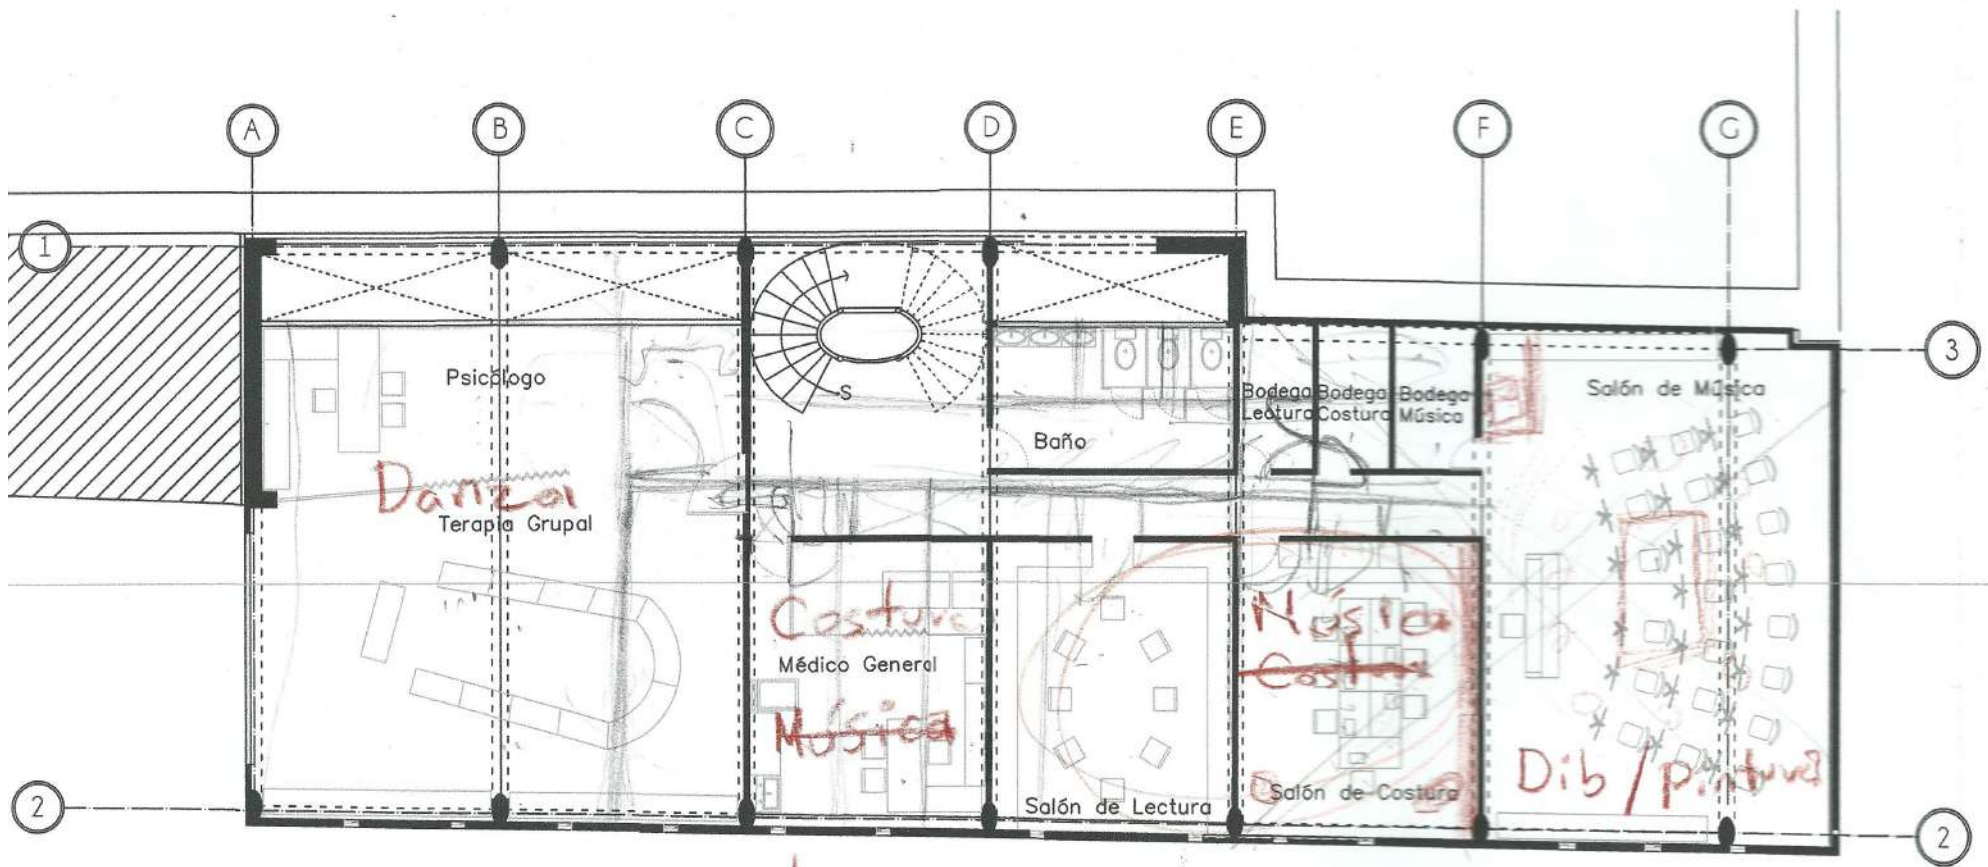 A
B
C
D
E
F
G
1
3
Psicólogo
S
Baño
Bodega Lectura
Bodega Costura
Bodega Música
Salón de Música
Danza
Terapia Grupal
Costura
Médico General
Música
Música
Costura
Salón de Lectura
Salón de Costura
Dib / pintura
2
2